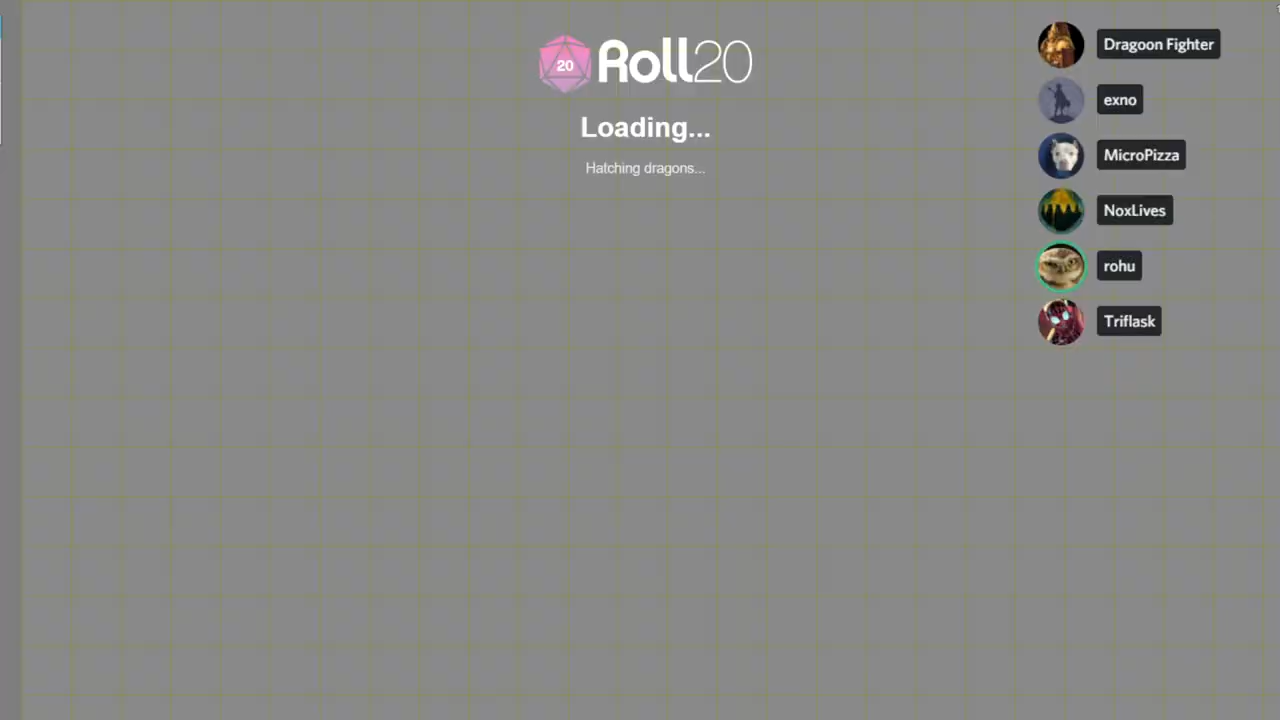 20 Roll20
Loading...
Hatching dragons...
Dragoon Fighter
exno
MicroPizza
NoxLives
rohu
Triflask